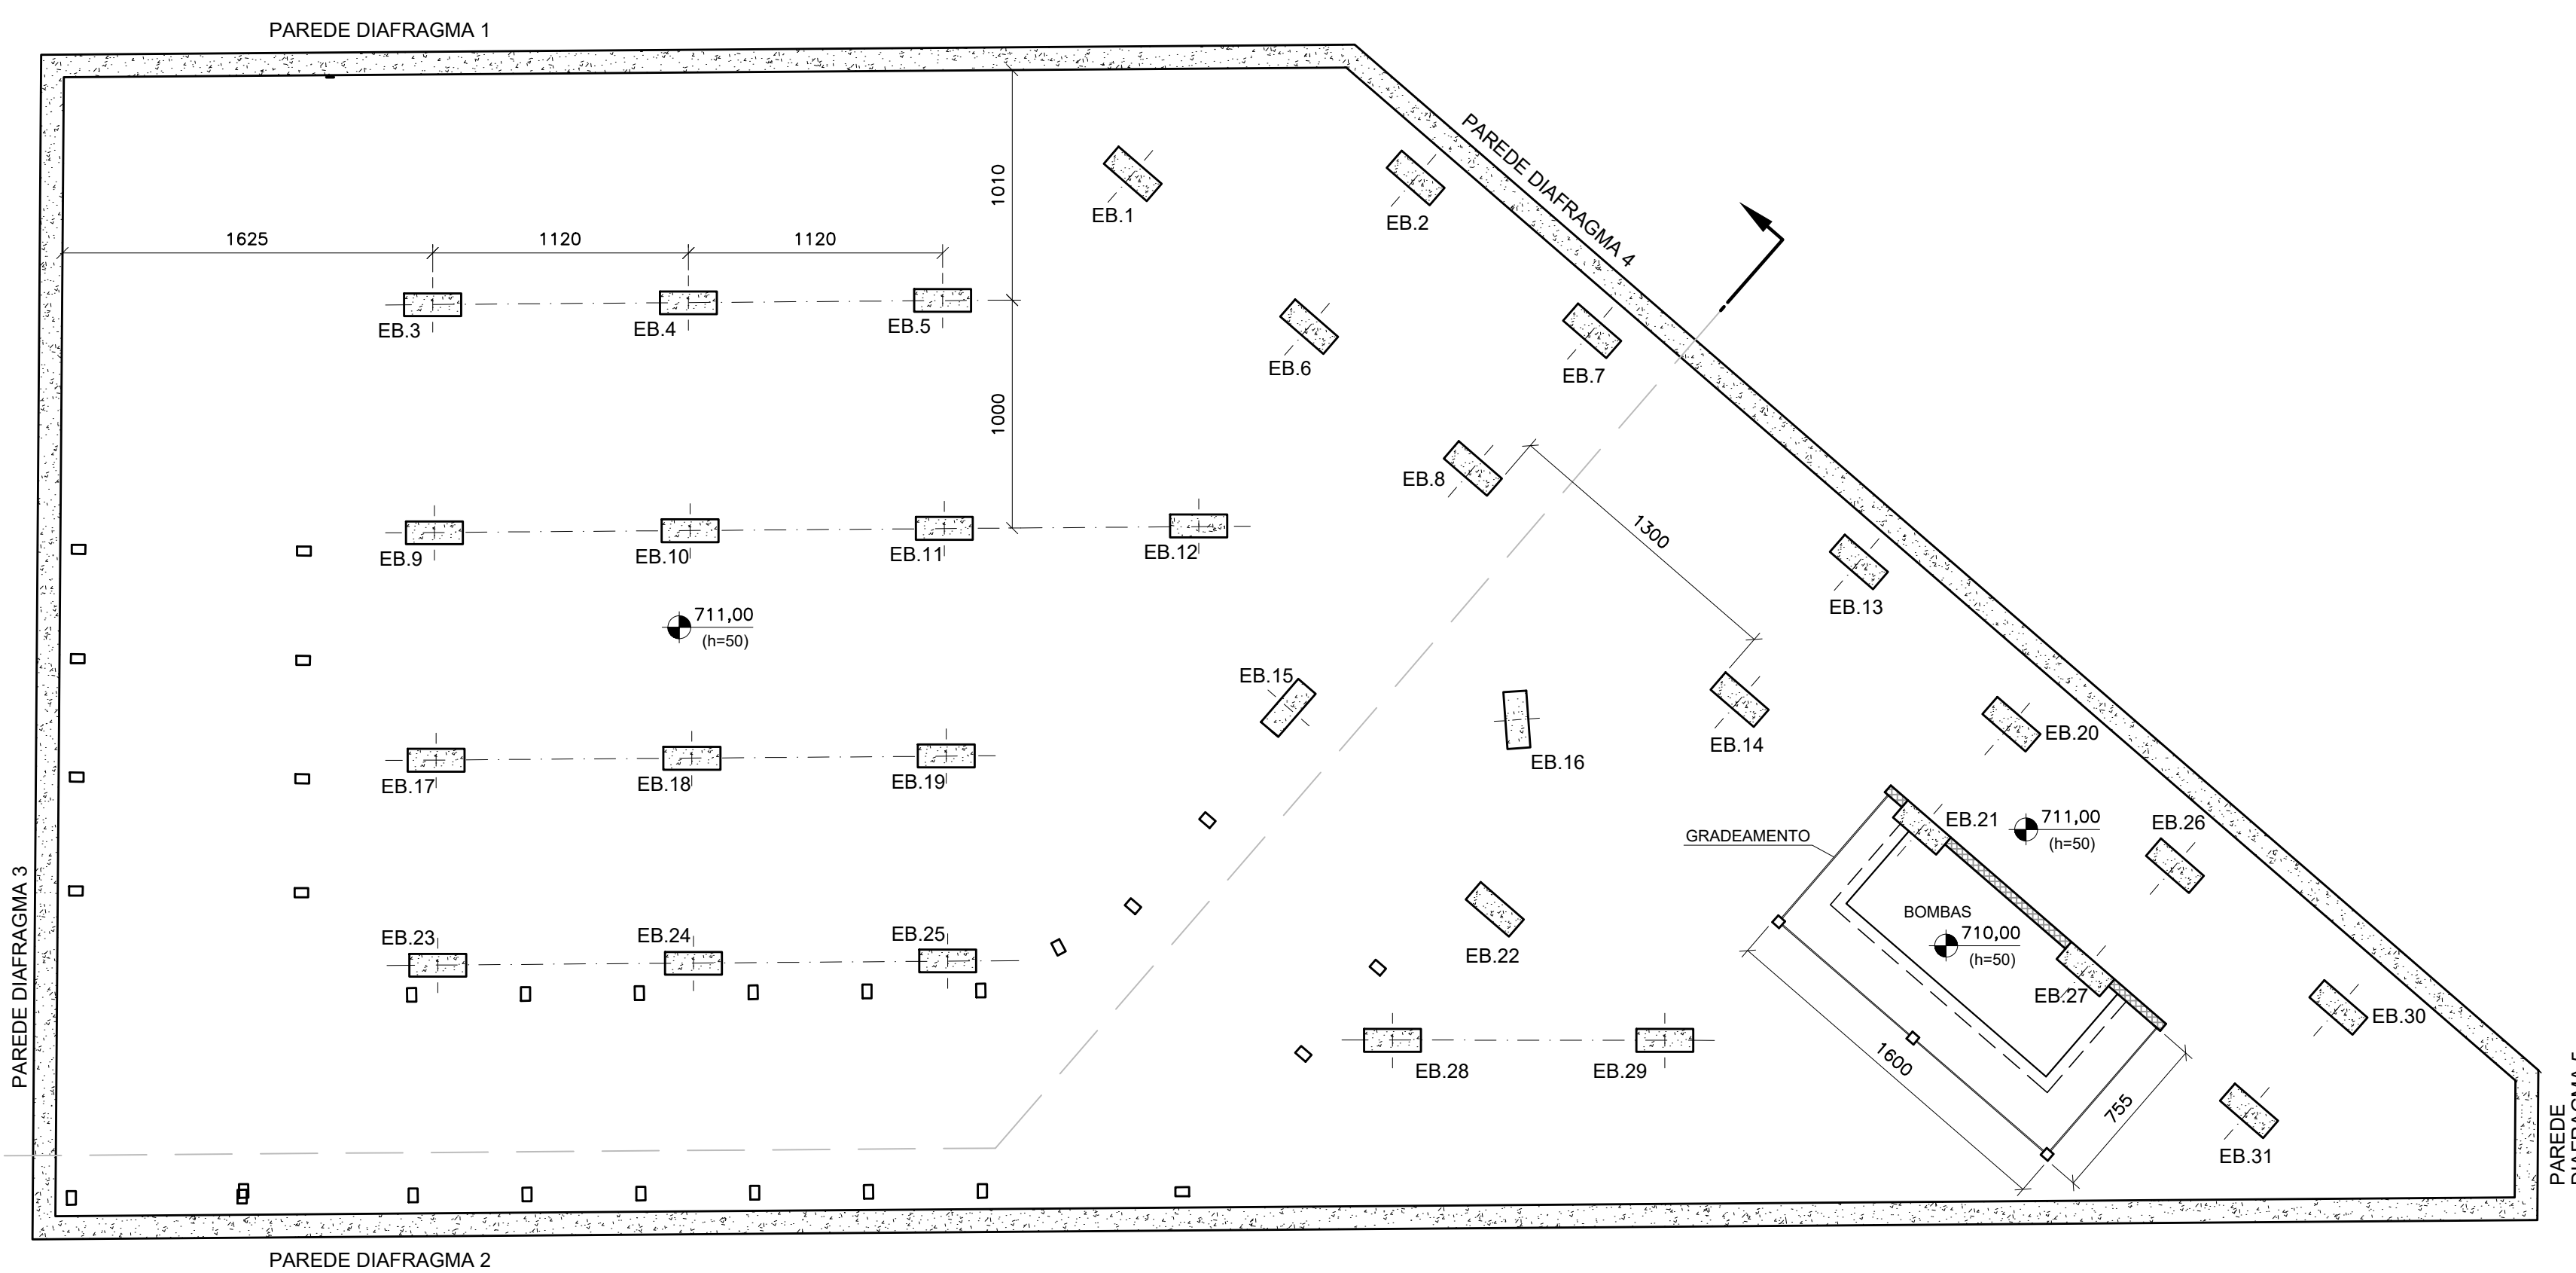 PAREDE DIAFRAGMA 1
PAREDE DIAFRAGMA 4
1010
EB.1
EB.2
1625
1120
1120
EB.3
EB.4
EB.5
EB.6
EB.7
1000
EB.8
1300
EB.9
EB.10
EB.11
EB.12
EB.13
711,00
(h=50)
EB.15
EB.16
EB.14
EB.20
EB.17
EB.18
EB.19
GRADEAMENTO
EB.21
711,00
(h=50)
EB.26
PAREDE DIAFRAGMA 3
EB.23
EB.24
EB.25
EB.22
BOMBAS
710,00
(h=50)
EB.27
EB.30
EB.28
EB.29
1600
755
EB.31
PAREDE
DIAFRAGMA 5
PAREDE DIAFRAGMA 2